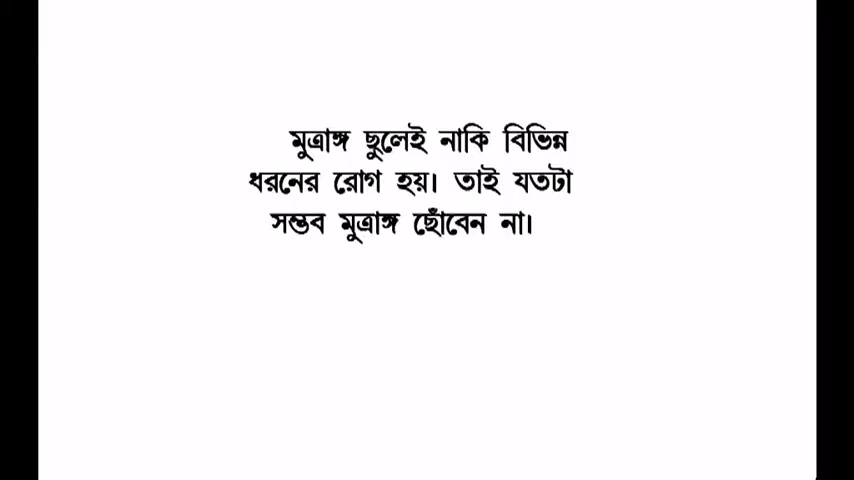 মুত্রাঙ্গ ছুলেই নাকি বিভিন্ন
ধরনের রোগ হয়। তাই যতটা
সম্ভব মুত্রাঙ্গ ছোঁবেন না।